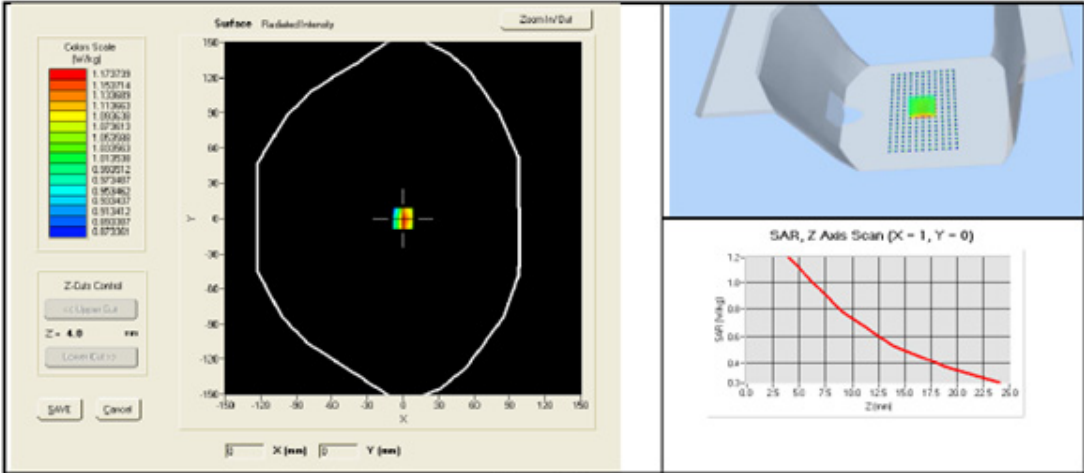 Surface Radiated Intensity
Zoom In/Out
Colors Scale
(W/kg)
1.173739
1.153714
1.133689
1.113663
1.093638
1.073613
1.053588
1.033563
1.013538
0.993512
0.973487
0.953462
0.933437
0.913412
0.893387
0.873361
Z-Cuts Control
<< Upper Cut
Z = 4.0 mm
Lower Cut >>
SAVE Cancel
150
120
90
60
30
Y 0
-30
-60
-90
-120
-150
-150 -120 -90 -60 -30 0 30 60 90 120 150
X
0 X (mm) 0 Y (mm)
SAR, Z Axis Scan (X = 1, Y = 0)
SAR (W/kg)
1.2
1.0
0.8
0.6
0.4
0.3
0.0 2.5 5.0 7.5 10.0 12.5 15.0 17.5 20.0 22.5 25.0
Z (mm)